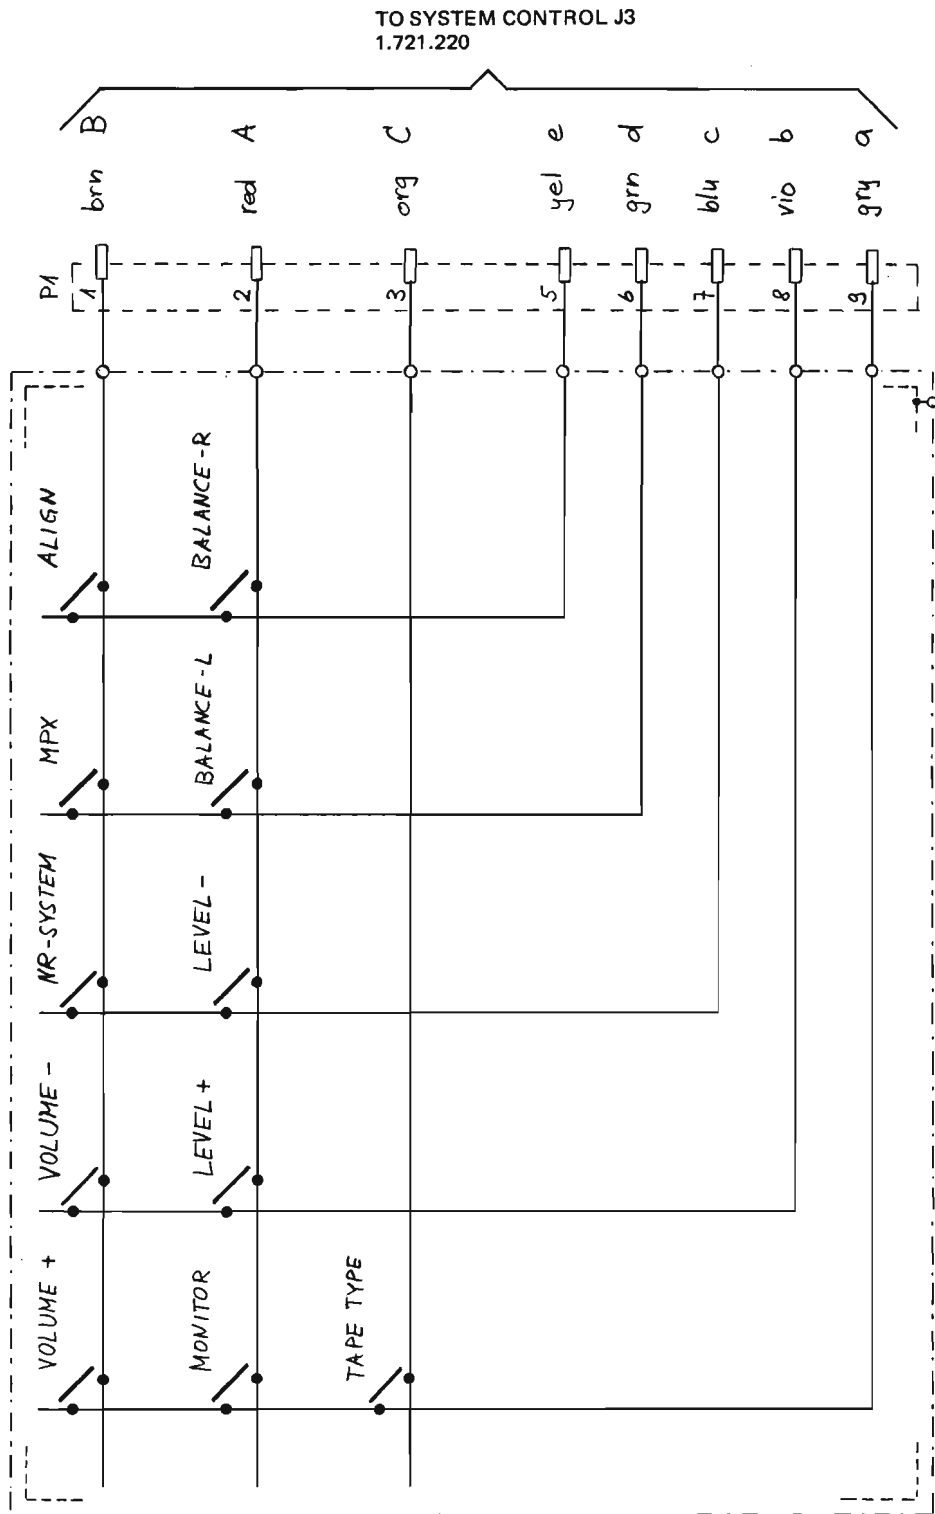 TO SYSTEM CONTROL J3
1.721.220
B A C e d c b a
brn red org yel grn blu vio gry
P1
1 2 3 5 6 7 8 9
ALIGN
BALANCE-R
MPX
BALANCE-L
NR-SYSTEM
LEVEL-
VOLUME-
LEVEL+
VOLUME +
MONITOR
TAPE TYPE